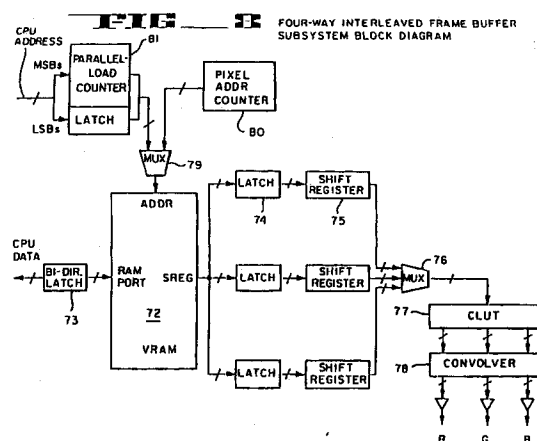 FIG 8
FOUR-WAY INTERLEAVED FRAME BUFFER
SUBSYSTEM BLOCK DIAGRAM
CPU
ADDRESS
81
MSBs
PARALLEL-
LOAD
COUNTER
LSBs
LATCH
PIXEL
ADDR
COUNTER
80
MUX
79
ADDR
LATCH
74
SHIFT
REGISTER
75
CPU
DATA
BI-DIR.
LATCH
73
RAM
PORT
SREG
72
VRAM
LATCH
SHIFT
REGISTER
MUX
76
77
CLUT
78
CONVOLVER
LATCH
SHIFT
REGISTER
R G B